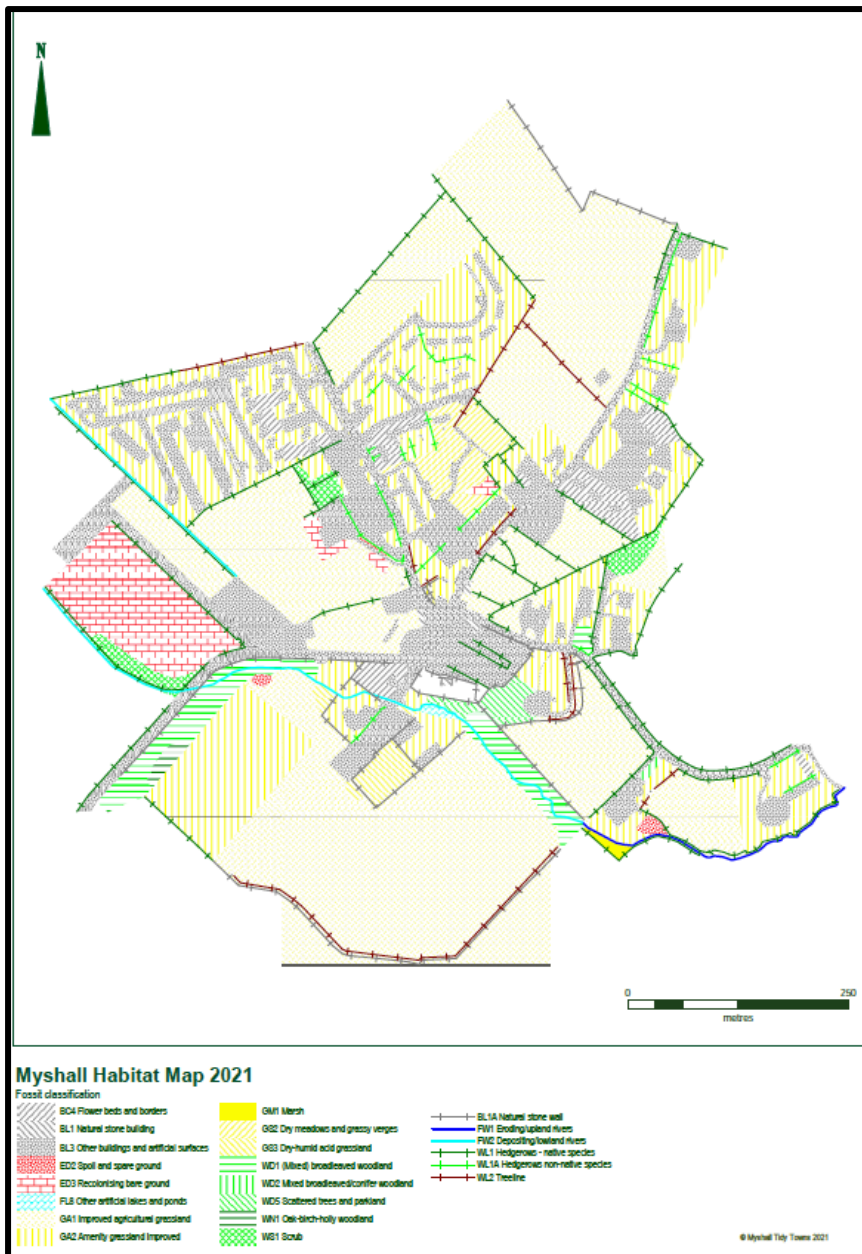 N
0 250
metres
Myshall Habitat Map 2021
Fossit classification
BC4 Flower beds and borders
BL1 Natural stone building
BL3 Other buildings and artificial surfaces
ED2 Spoil and spare ground
ED3 Recolonising bare ground
FL8 Other artificial lakes and ponds
GA1 Improved agricultural grassland
GA2 Amenity grassland Improved
GM1 Marsh
GS2 Dry meadows and grassy verges
GS3 Dry-humid acid grassland
WD1 (Mixed) broadleaved woodland
WD2 Mixed broadleaved/conifer woodland
WD5 Scattered trees and parkland
WN1 Oak-birch-holly woodland
WS1 Scrub
BL1A Natural stone wall
FW1 Eroding/upland rivers
FW2 Depositing/lowland rivers
WL1 Hedgerows - native species
WL1A Hedgerows non-native species
WL2 Treeline
© Myshall Tidy Towns 2021